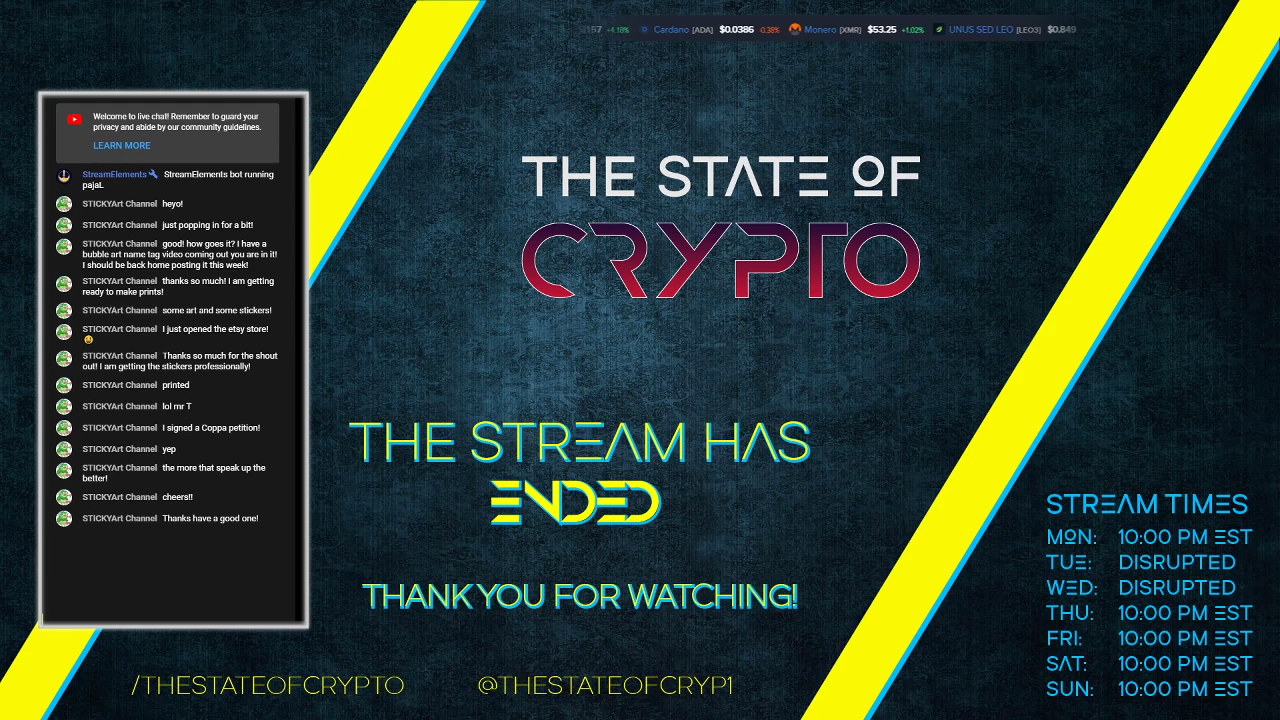 157 +4.18% Cardano [ADA] $0.0386 -0.38% Monero [XMR] $53.25 +1.02% UNUS SED LEO [LEO3] $0.849
Welcome to live chat! Remember to guard your
privacy and abide by our community guidelines.
LEARN MORE
StreamElements StreamElements bot running
pajaL
STICKYArt Channel heyo!
STICKYArt Channel just popping in for a bit!
STICKYArt Channel good! how goes it? I have a
bubble art name tag video coming out you are in it!
I should be back home posting it this week!
STICKYArt Channel thanks so much! I am getting
ready to make prints!
STICKYArt Channel some art and some stickers!
STICKYArt Channel I just opened the etsy store!
😃
STICKYArt Channel Thanks so much for the shout
out! I am getting the stickers professionally!
STICKYArt Channel printed
STICKYArt Channel lol mr T
STICKYArt Channel I signed a Coppa petition!
STICKYArt Channel yep
STICKYArt Channel the more that speak up the
better!
STICKYArt Channel cheers!!
STICKYArt Channel Thanks have a good one!
THE STATE OF
CRYPTO
THE STREAM HAS
ENDED
THANK YOU FOR WATCHING!
/THESTATEOFCRYPTO
@THESTATEOFCRYP1
STREAM TIMES
MON: 10:00 PM EST
TUE: DISRUPTED
WED: DISRUPTED
THU: 10:00 PM EST
FRI: 10:00 PM EST
SAT: 10:00 PM EST
SUN: 10:00 PM EST